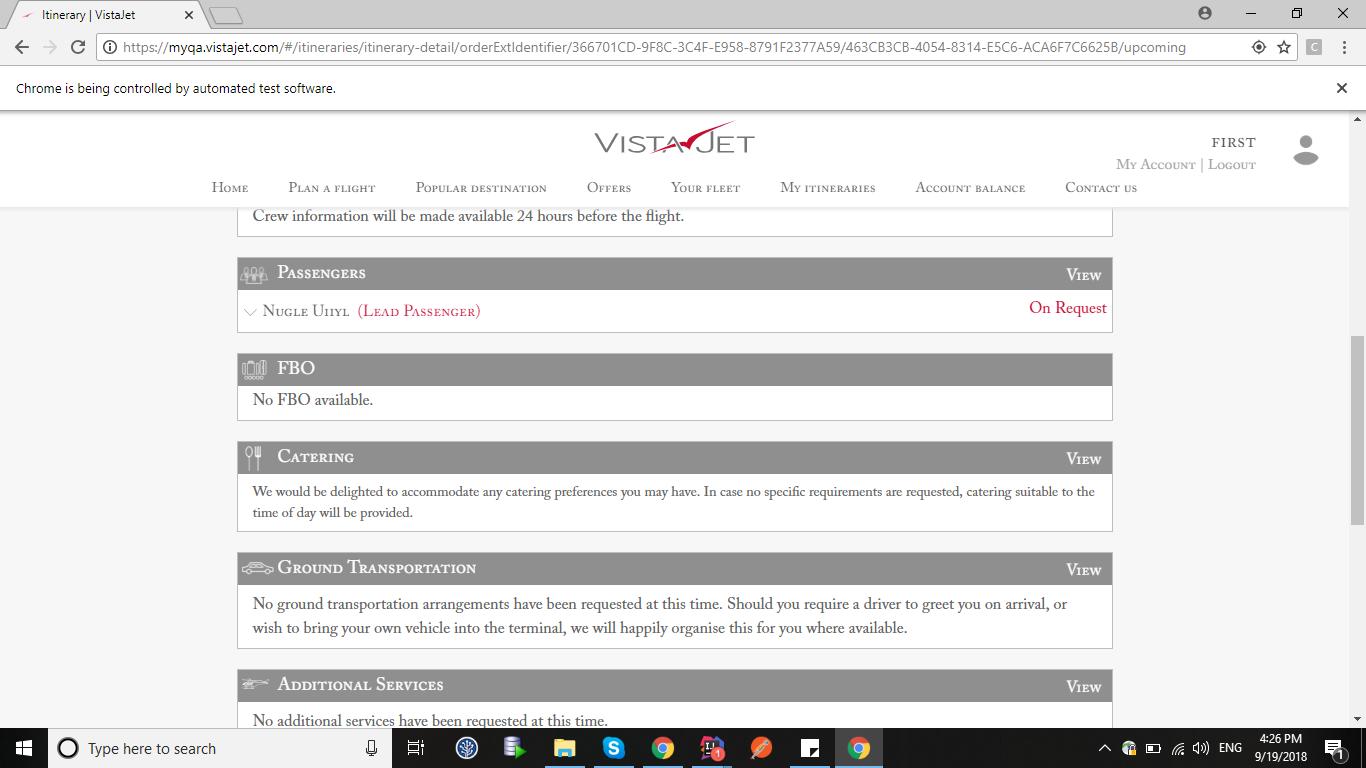 Itinerary | VistaJet
https://myqa.vistajet.com/#/itineraries/itinerary-detail/orderExtIdentifier/366701CD-9F8C-3C4F-E958-8791F2377A59/463CB3CB-4054-8314-E5C6-ACA6F7C6625B/upcoming
C
Chrome is being controlled by automated test software.
VISTAJET
FIRST
My Account | Logout
Home Plan a flight Popular destination Offers Your fleet My itineraries Account balance Contact us
Crew information will be made available 24 hours before the flight.
Passengers View
Nugle Uiiyl (Lead Passenger) On Request
FBO
No FBO available.
Catering View
We would be delighted to accommodate any catering preferences you may have. In case no specific requirements are requested, catering suitable to the
time of day will be provided.
Ground Transportation View
No ground transportation arrangements have been requested at this time. Should you require a driver to greet you on arrival, or
wish to bring your own vehicle into the terminal, we will happily organise this for you where available.
Additional Services View
No additional services have been requested at this time.
Type here to search
ENG
4:26 PM
9/19/2018
1